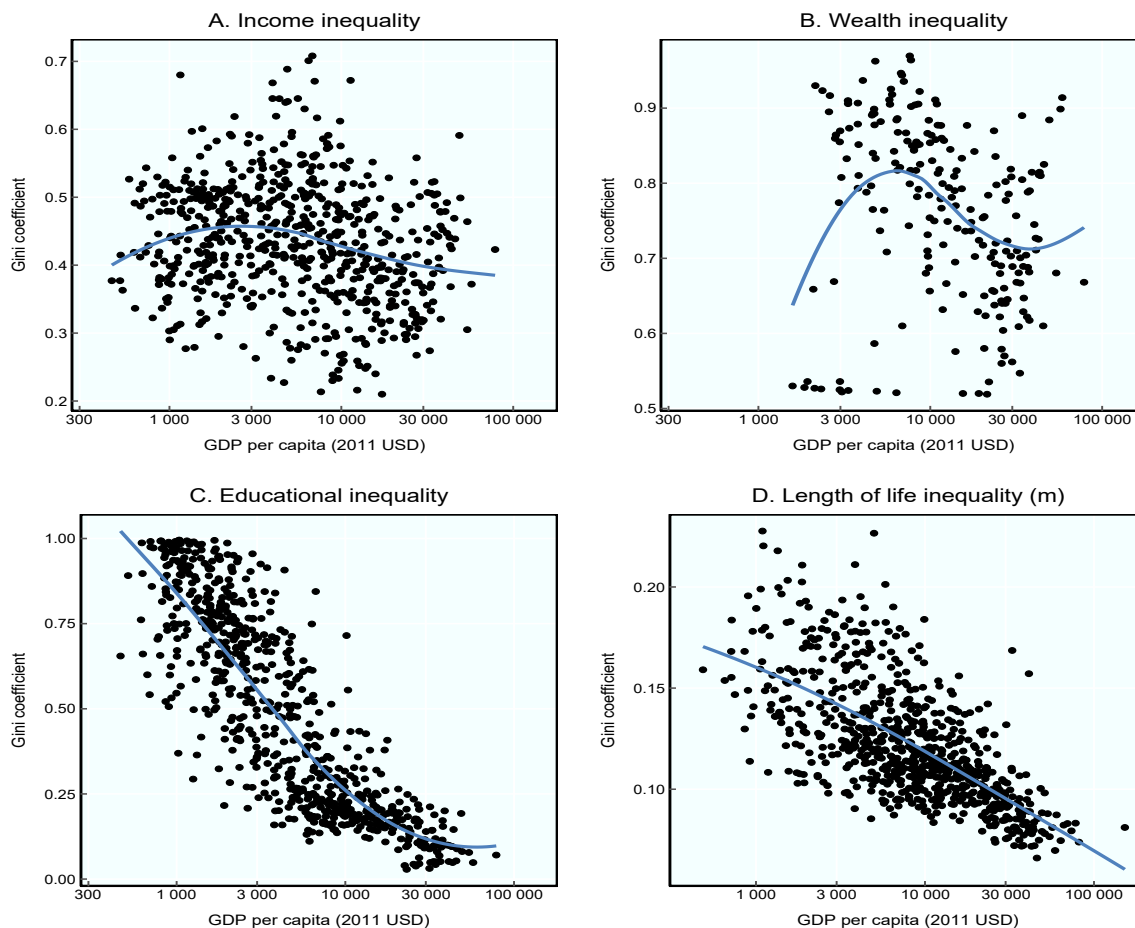 A. Income inequality
0.7
0.6
0.5
0.4
0.3
0.2
Gini coefficient
300 1 000 3 000 10 000 30 000 100 000
GDP per capita (2011 USD)
B. Wealth inequality
0.9
0.8
0.7
0.6
0.5
Gini coefficient
300 1 000 3 000 10 000 30 000 100 000
GDP per capita (2011 USD)
C. Educational inequality
1.00
0.75
0.50
0.25
0.00
Gini coefficient
300 1 000 3 000 10 000 30 000 100 000
GDP per capita (2011 USD)
D. Length of life inequality (m)
0.20
0.15
0.10
Gini coefficient
1 000 3 000 10 000 30 000 100 000
GDP per capita (2011 USD)